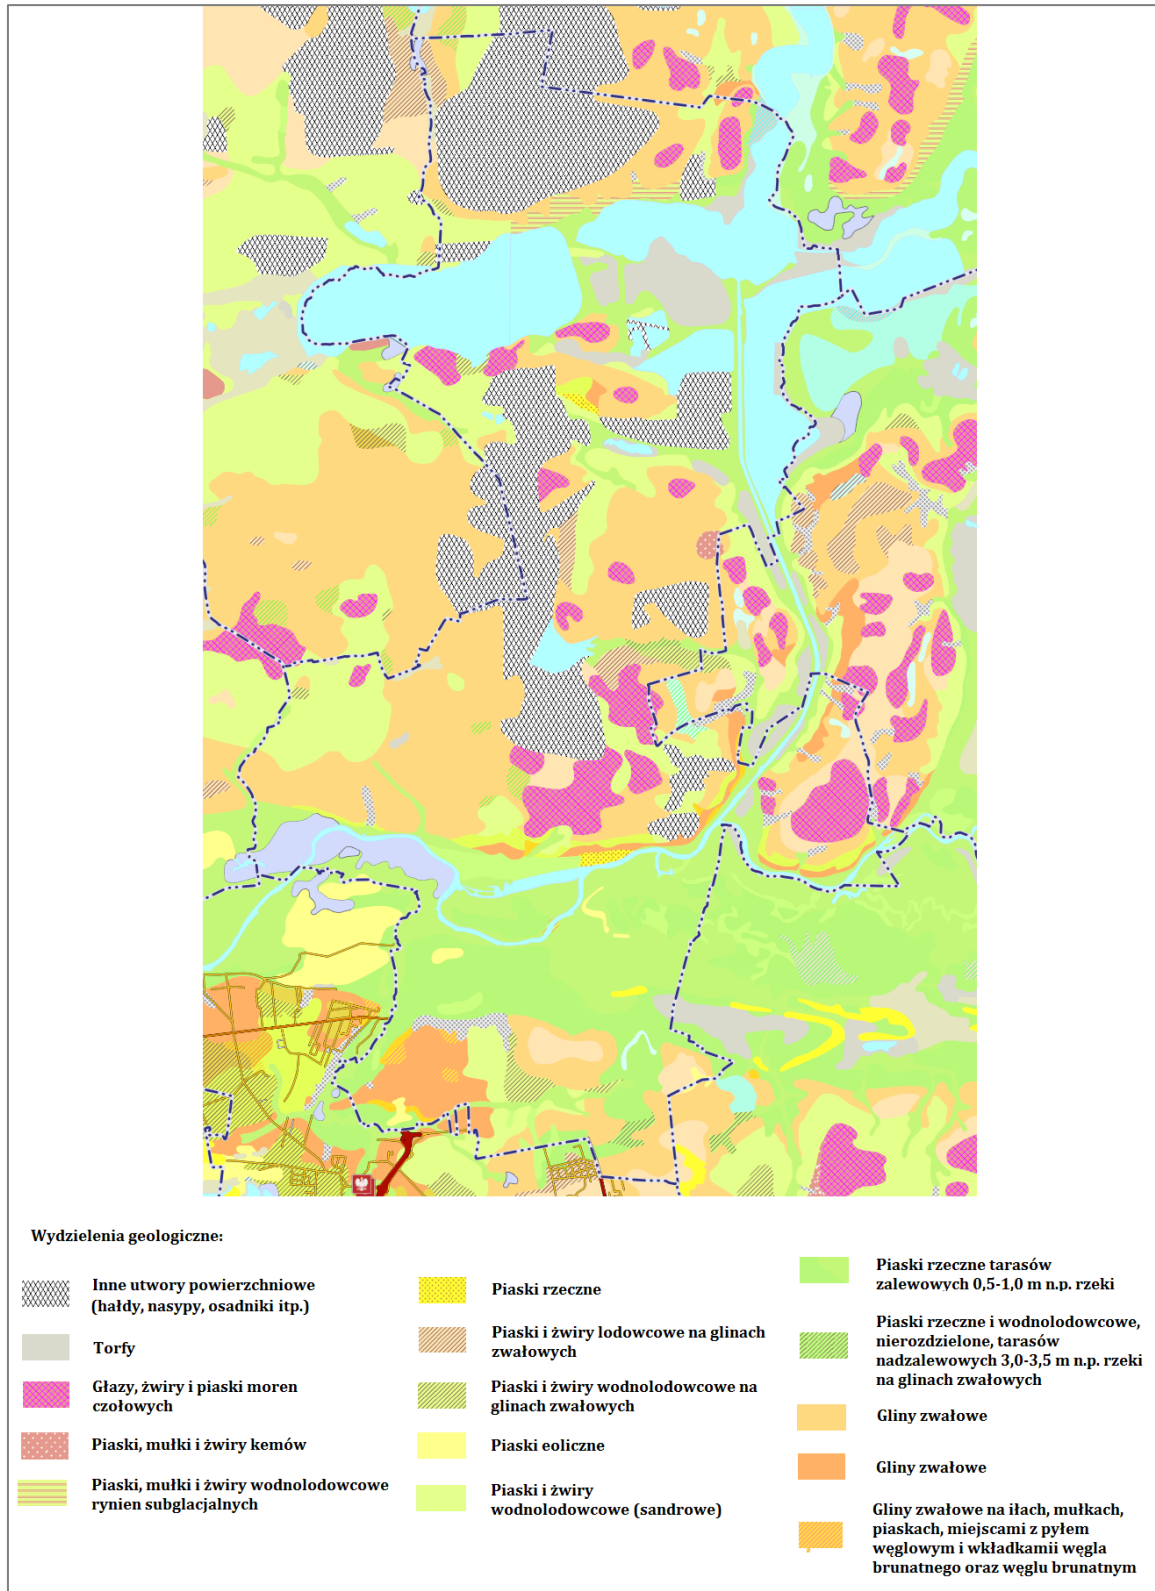 Wydzielenia geologiczne:
Inne utwory powierzchniowe
(hałdy, nasypy, osadniki itp.)
Torfy
Głazy, żwiry i piaski moren
czołowych
Piaski, mułki i żwiry kemów
Piaski, mułki i żwiry wodnolodowcowe
rynien subglacjalnych
Piaski rzeczne
Piaski i żwiry lodowcowe na glinach
zwałowych
Piaski i żwiry wodnolodowcowe na
glinach zwałowych
Piaski eoliczne
Piaski i żwiry
wodnolodowcowe (sandrowe)
Piaski rzeczne tarasów
zalewowych 0,5-1,0 m n.p. rzeki
Piaski rzeczne i wodnolodowcowe,
nierozdzielone, tarasów
nadzalewowych 3,0-3,5 m n.p. rzeki
na glinach zwałowych
Gliny zwałowe
Gliny zwałowe
Gliny zwałowe na iłach, mułkach,
piaskach, miejscami z pyłem
węglowym i wkładkamii węgla
brunatnego oraz węglu brunatnym